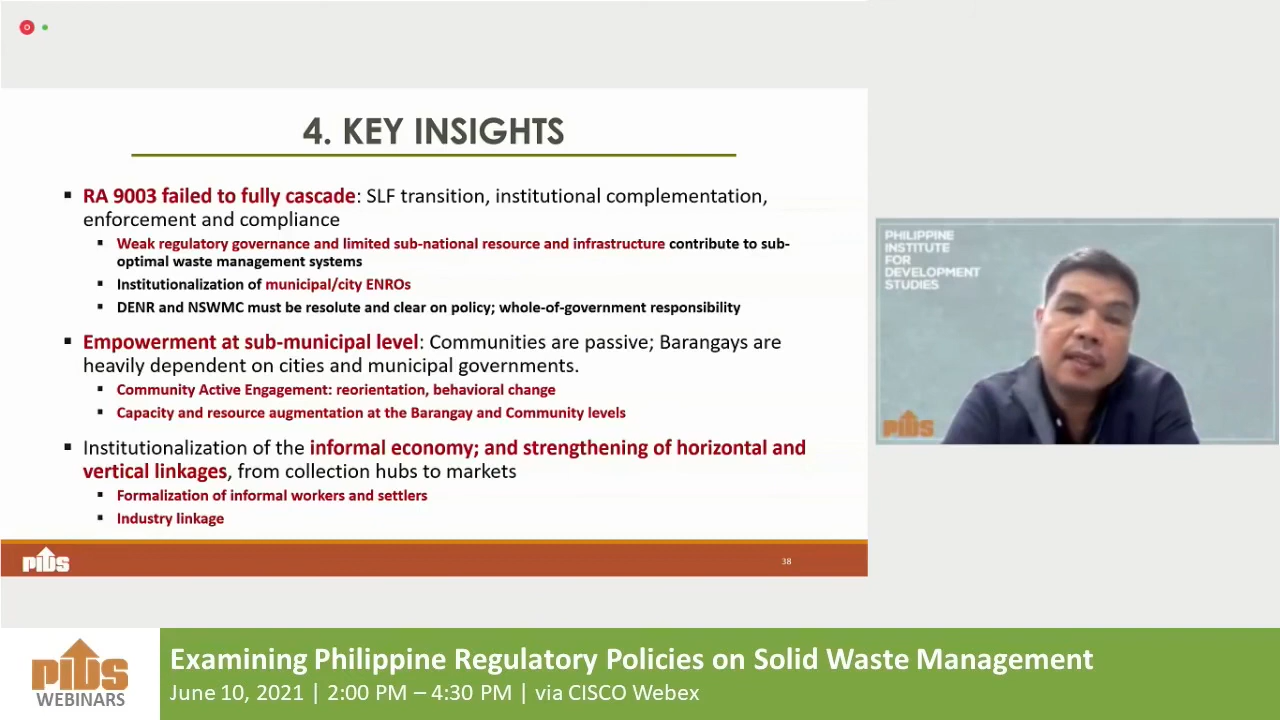 4. KEY INSIGHTS
▪ RA 9003 failed to fully cascade: SLF transition, institutional complementation,
enforcement and compliance
▪ Weak regulatory governance and limited sub-national resource and infrastructure contribute to sub-
optimal waste management systems
▪ Institutionalization of municipal/city ENROs
▪ DENR and NSWMC must be resolute and clear on policy; whole-of-government responsibility
▪ Empowerment at sub-municipal level: Communities are passive; Barangays are
heavily dependent on cities and municipal governments.
▪ Community Active Engagement: reorientation, behavioral change
▪ Capacity and resource augmentation at the Barangay and Community levels
▪ Institutionalization of the informal economy; and strengthening of horizontal and
vertical linkages, from collection hubs to markets
▪ Formalization of informal workers and settlers
▪ Industry linkage
PIDS
38
PHILIPPINE
INSTITUTE
FOR
DEVELOPMENT
STUDIES
PIDS
PIDS
WEBINARS
Examining Philippine Regulatory Policies on Solid Waste Management
June 10, 2021 | 2:00 PM – 4:30 PM | via CISCO Webex